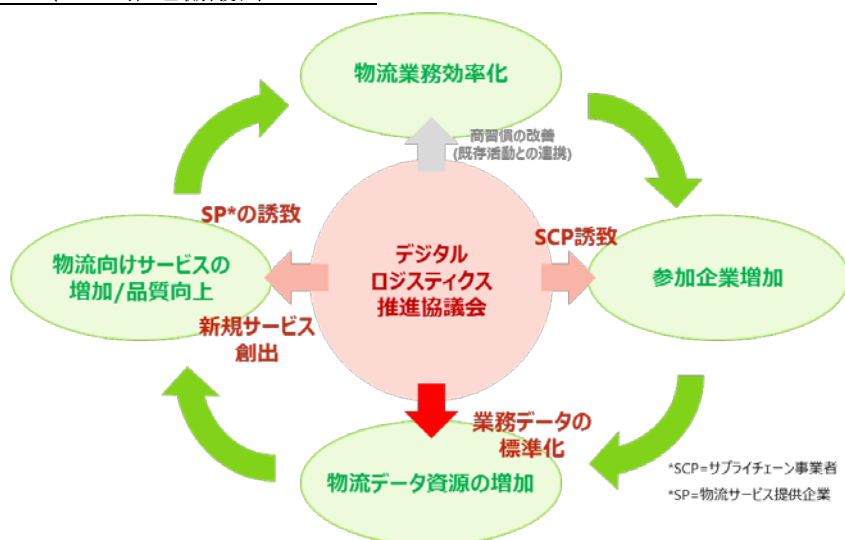 物流業務効率化
商習慣の改善
(既存活動との連携)
SP*の誘致
SCP誘致
デジタル
ロジスティクス
推進協議会
物流向けサービスの
増加/品質向上
参加企業増加
新規サービス
創出
業務データの
標準化
物流データ資源の増加
*SCP=サプライチェーン事業者
*SP=物流サービス提供企業